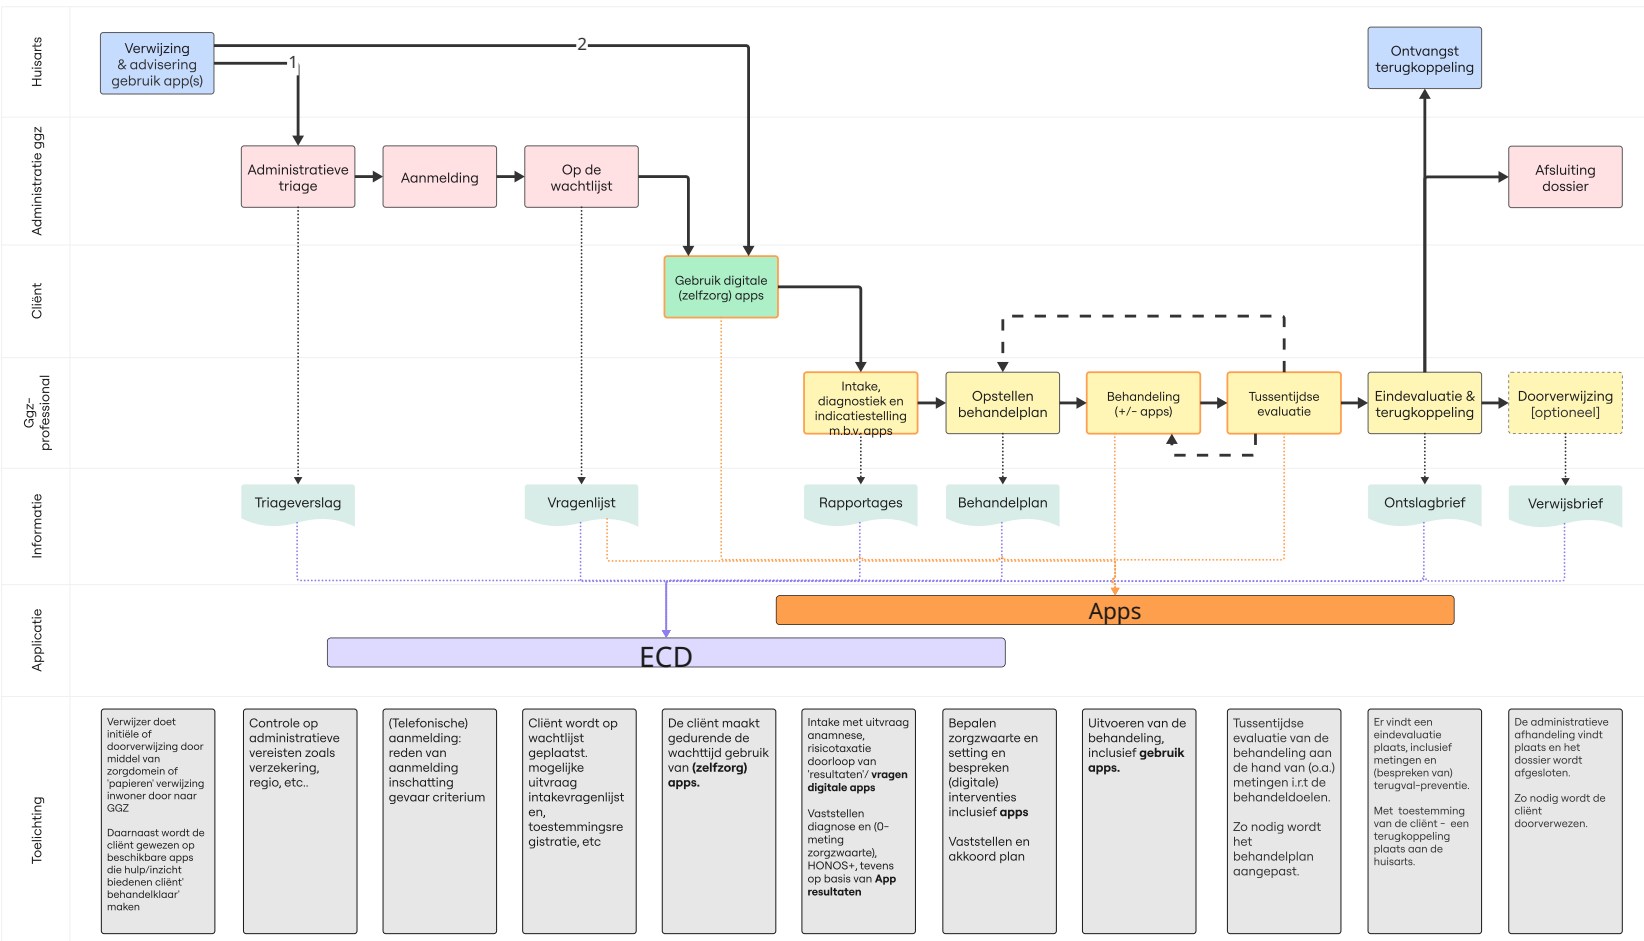 Huisarts
Verwijzing
& advisering
gebruik app(s)
1
2
Ontvangst
terugkoppeling
Administratie ggz
Administratieve
triage
Aanmelding
Op de
wachtlijst
Afsluiting
dossier
Cliënt
Gebruik digitale
(zelfzorg) apps
Ggz-
professional
Intake,
diagnostiek en
indicatiestelling
m.b.v. apps
Opstellen
behandelplan
Behandeling
(+/- apps)
Tussentijdse
evaluatie
Eindevaluatie &
terugkoppeling
Doorverwijzing
[optioneel]
Informatie
Triageverslag
Vragenlijst
Rapportages
Behandelplan
Ontslagbrief
Verwijsbrief
Applicatie
Apps
ECD
Toelichting
Verwijzer doet
initiële of
doorverwijzing door
middel van
zorgdomein of
'papieren' verwijzing
inwoner door naar
GGZ
Daarnaast wordt de
cliënt gewezen op
beschikbare apps
die hulp/inzicht
biedenen cliënt'
behandelklaar'
maken
Controle op
administratieve
vereisten zoals
verzekering,
regio, etc..
(Telefonische)
aanmelding:
reden van
aanmelding
inschatting
gevaar criterium
Cliënt wordt op
wachtlijst
geplaatst.
mogelijke
uitvraag
intakevragenlijst
en,
toestemmingsre
gistratie, etc
De cliënt maakt
gedurende de
wachttijd gebruik
van (zelfzorg)
apps.
Intake met uitvraag
anamnese,
risicotaxatie
doorloop van
'resultaten'/ vragen
digitale apps
Vaststellen
diagnose en (0-
meting
zorgzwaarte),
HONOS+, tevens
op basis van App
resultaten
Bepalen
zorgzwaarte en
setting en
bespreken
(digitale)
interventies
inclusief apps
Vaststellen en
akkoord plan
Uitvoeren van de
behandeling,
inclusief gebruik
apps.
Tussentijdse
evaluatie van de
behandeling aan
de hand van (o.a.)
metingen i.r.t de
behandeldoelen.
Zo nodig wordt
het
behandelplan
aangepast.
Er vindt een
eindevaluatie
plaats, inclusief
metingen en
(bespreken van)
terugval-preventie.
Met  toestemming
van de cliënt -  een
terugkoppeling
plaats aan de
huisarts.
De administratieve
afhandeling vindt
plaats en het
dossier wordt
afgesloten.
Zo nodig wordt de
cliënt
doorverwezen.